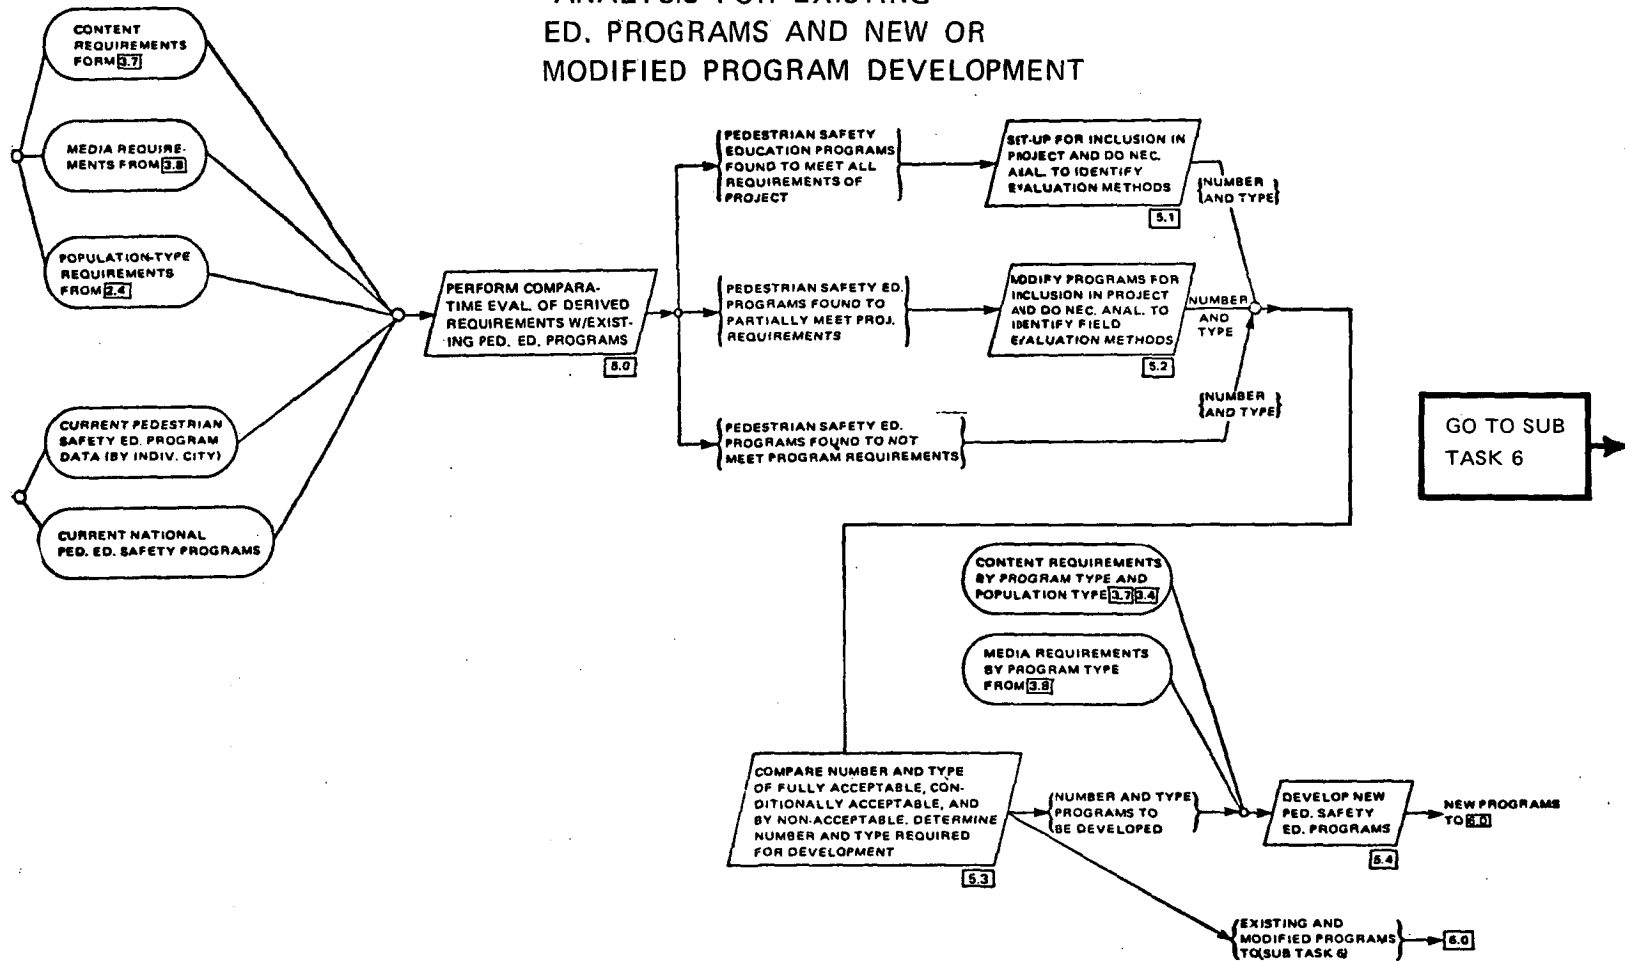 ANALYSIS FOR EXISTING
ED. PROGRAMS AND NEW OR
MODIFIED PROGRAM DEVELOPMENT
CONTENT
REQUIREMENTS
FORM 3.7
MEDIA REQUIRE-
MENTS FROM 3.8
POPULATION-TYPE
REQUIREMENTS
FROM 2.4
CURRENT PEDESTRIAN
SAFETY ED. PROGRAM
DATA (BY INDIV. CITY)
CURRENT NATIONAL
PED. ED. SAFETY PROGRAMS
PERFORM COMPARA-
TIME EVAL. OF DERIVED
REQUIREMENTS W/EXIST-
ING PED. ED. PROGRAMS
5.0
PEDESTRIAN SAFETY
EDUCATION PROGRAMS
FOUND TO MEET ALL
REQUIREMENTS OF
PROJECT
SET-UP FOR INCLUSION IN
PROJECT AND DO NEC.
ANAL. TO IDENTIFY
EVALUATION METHODS
5.1
NUMBER
AND TYPE
PEDESTRIAN SAFETY ED.
PROGRAMS FOUND TO
PARTIALLY MEET PROJ.
REQUIREMENTS
MODIFY PROGRAMS FOR
INCLUSION IN PROJECT
AND DO NEC. ANAL. TO
IDENTIFY FIELD
EVALUATION METHODS
5.2
NUMBER
AND
TYPE
PEDESTRIAN SAFETY ED.
PROGRAMS FOUND TO NOT
MEET PROGRAM REQUIREMENTS
NUMBER
AND TYPE
GO TO SUB
TASK 6
CONTENT REQUIREMENTS
BY PROGRAM TYPE AND
POPULATION TYPE 3.7 3.4
MEDIA REQUIREMENTS
BY PROGRAM TYPE
FROM 3.8
COMPARE NUMBER AND TYPE
OF FULLY ACCEPTABLE, CON-
DITIONALLY ACCEPTABLE, AND
BY NON-ACCEPTABLE. DETERMINE
NUMBER AND TYPE REQUIRED
FOR DEVELOPMENT
5.3
NUMBER AND TYPE
PROGRAMS TO
BE DEVELOPED
DEVELOP NEW
PED. SAFETY
ED. PROGRAMS
5.4
NEW PROGRAMS
TO 6.0
EXISTING AND
MODIFIED PROGRAMS
TO (SUB TASK 6)
6.0